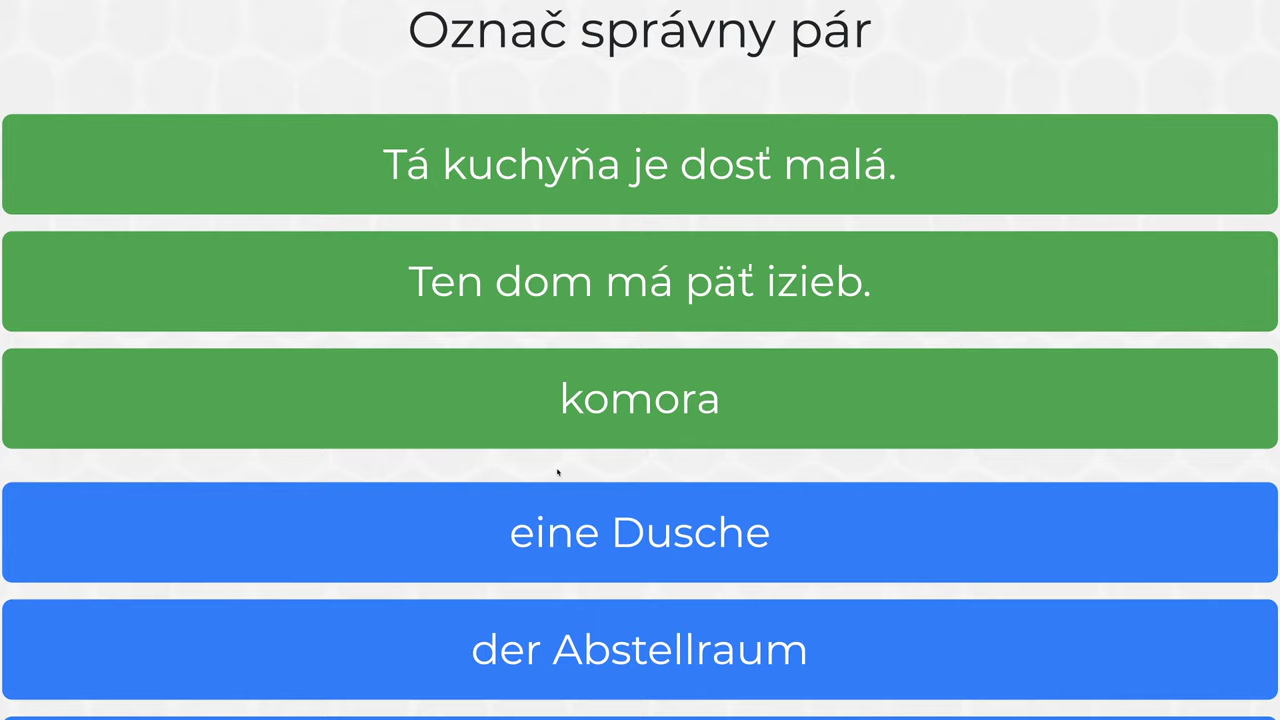 Označ správny pár
Tá kuchyňa je dosť malá.
Ten dom má päť izieb.
komora
eine Dusche
der Abstellraum